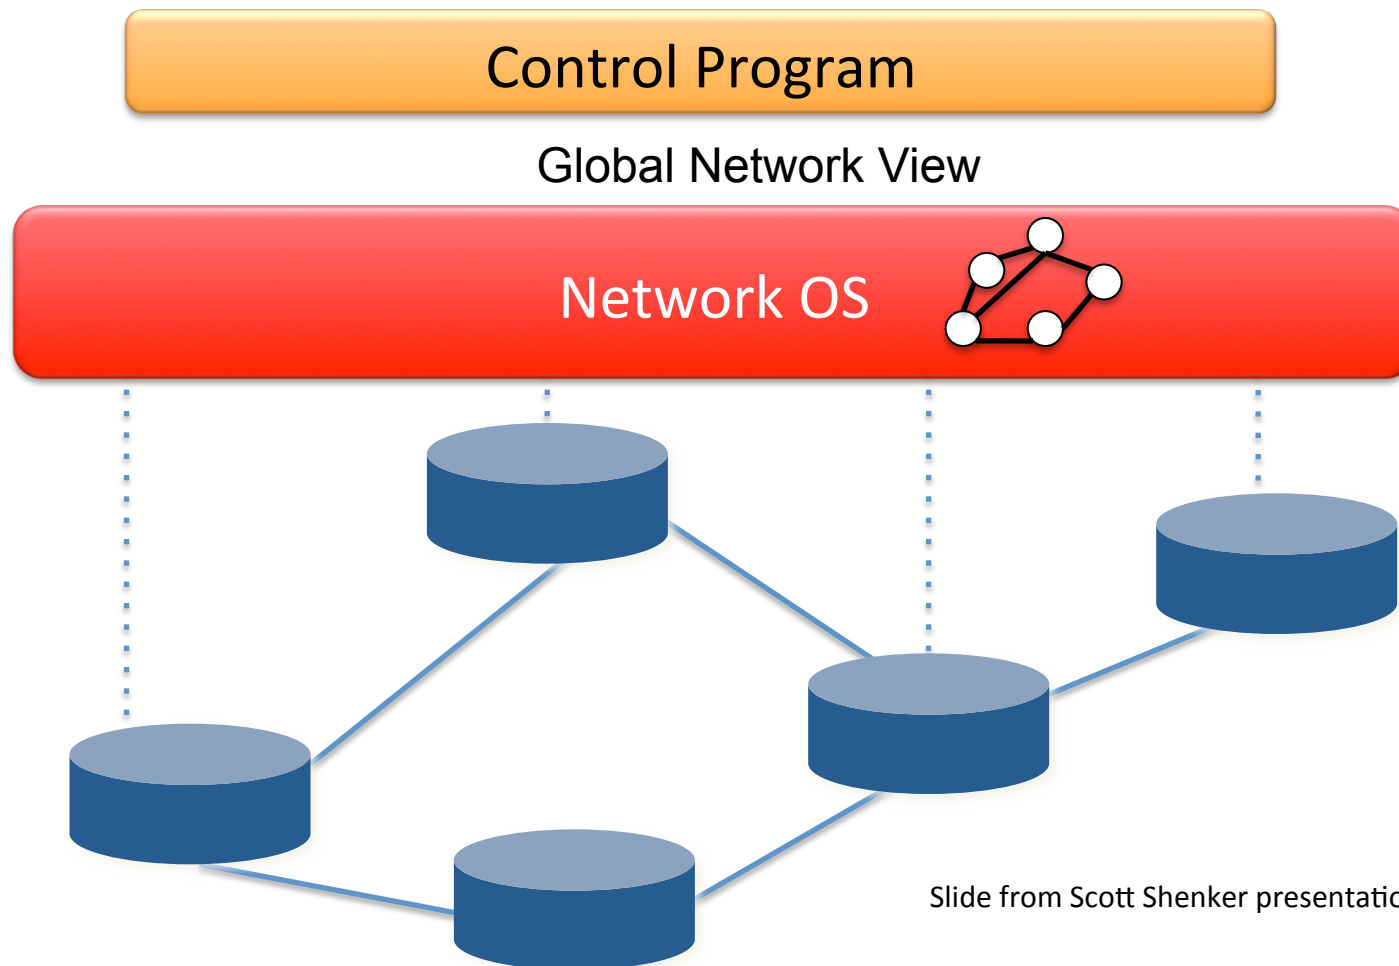 Control Program
Global Network View
Network OS
Slide from Scott Shenker presentatio